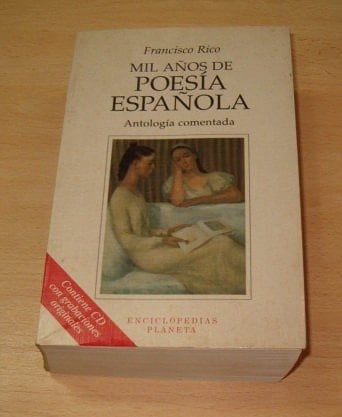 Francisco Rico
MIL AÑOS DE
POESÍA
ESPAÑOLA
Antología comentada
Contiene CD
con grabaciones
originales
ENCICLOPEDIAS
PLANETA